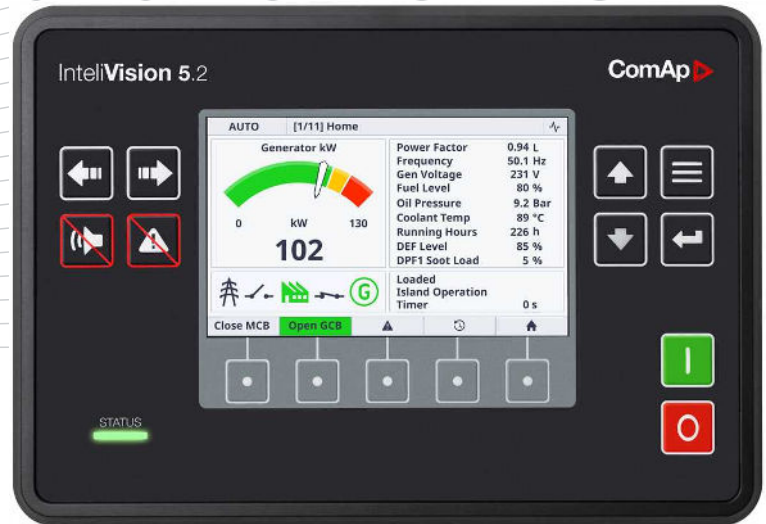 InteliVision 5.2
ComAp
AUTO [1/11] Home
Generator kW
0 kW 130
102
Power Factor 0.94 L
Frequency 50.1 Hz
Gen Voltage 231 V
Fuel Level 80 %
Oil Pressure 9.2 Bar
Coolant Temp 89 °C
Running Hours 226 h
DEF Level 85 %
DPF1 Soot Load 5 %
G
Loaded
Island Operation
Timer 0 s
Close MCB Open GCB
I
O
STATUS